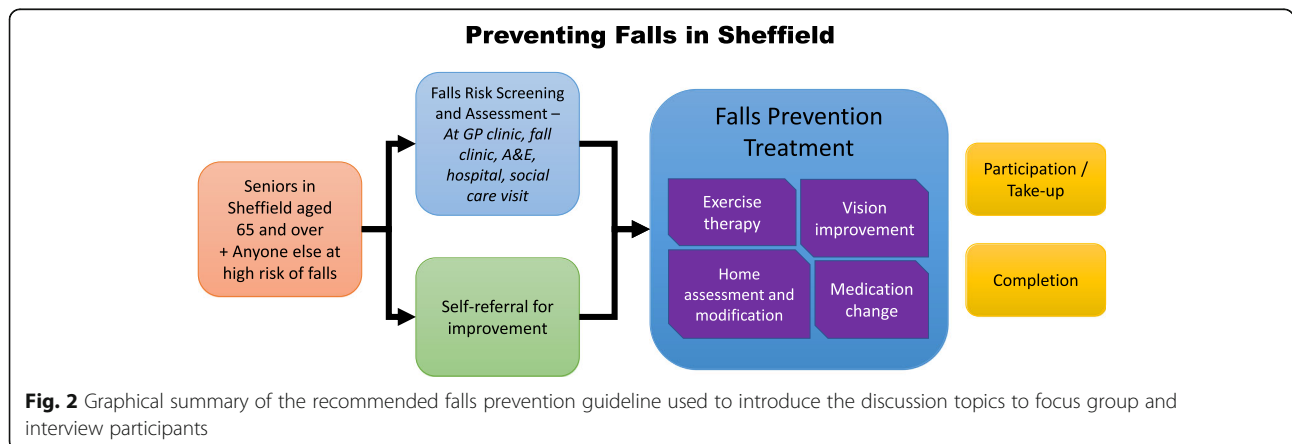 Preventing Falls in Sheffield
Seniors in
Sheffield aged
65 and over
+ Anyone else at
high risk of falls
Falls Risk Screening
and Assessment –
At GP clinic, fall
clinic, A&E,
hospital, social
care visit
Self-referral for
improvement
Falls Prevention
Treatment
Exercise
therapy
Vision
improvement
Home
assessment and
modification
Medication
change
Participation /
Take-up
Completion
Fig. 2 Graphical summary of the recommended falls prevention guideline used to introduce the discussion topics to focus group and
interview participants